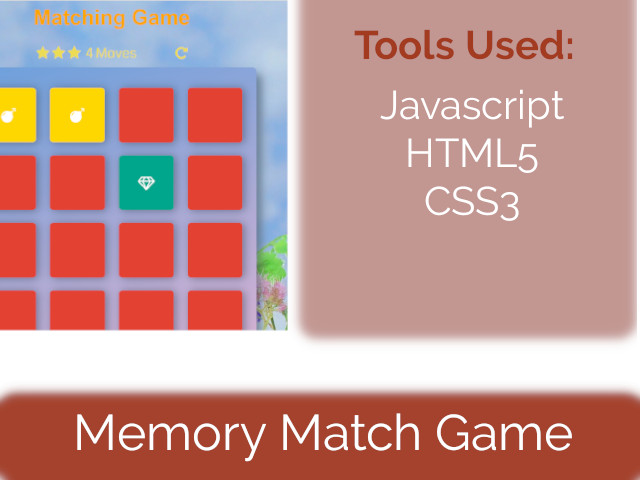 Matching Game
4 Moves
Tools Used:
Javascript
HTML5
CSS3
Memory Match Game